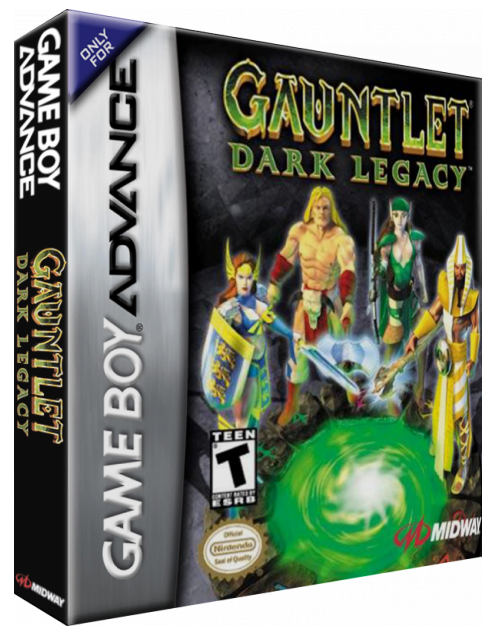 GAME BOY
ADVANCE
GAUNTLET
DARK LEGACY
MIDWAY
ONLY
FOR
GAME BOY ADVANCE
GAUNTLET
DARK LEGACY™
TEEN
T
CONTENT RATED BY
ESRB
Official
Nintendo
Seal of Quality
MIDWAY